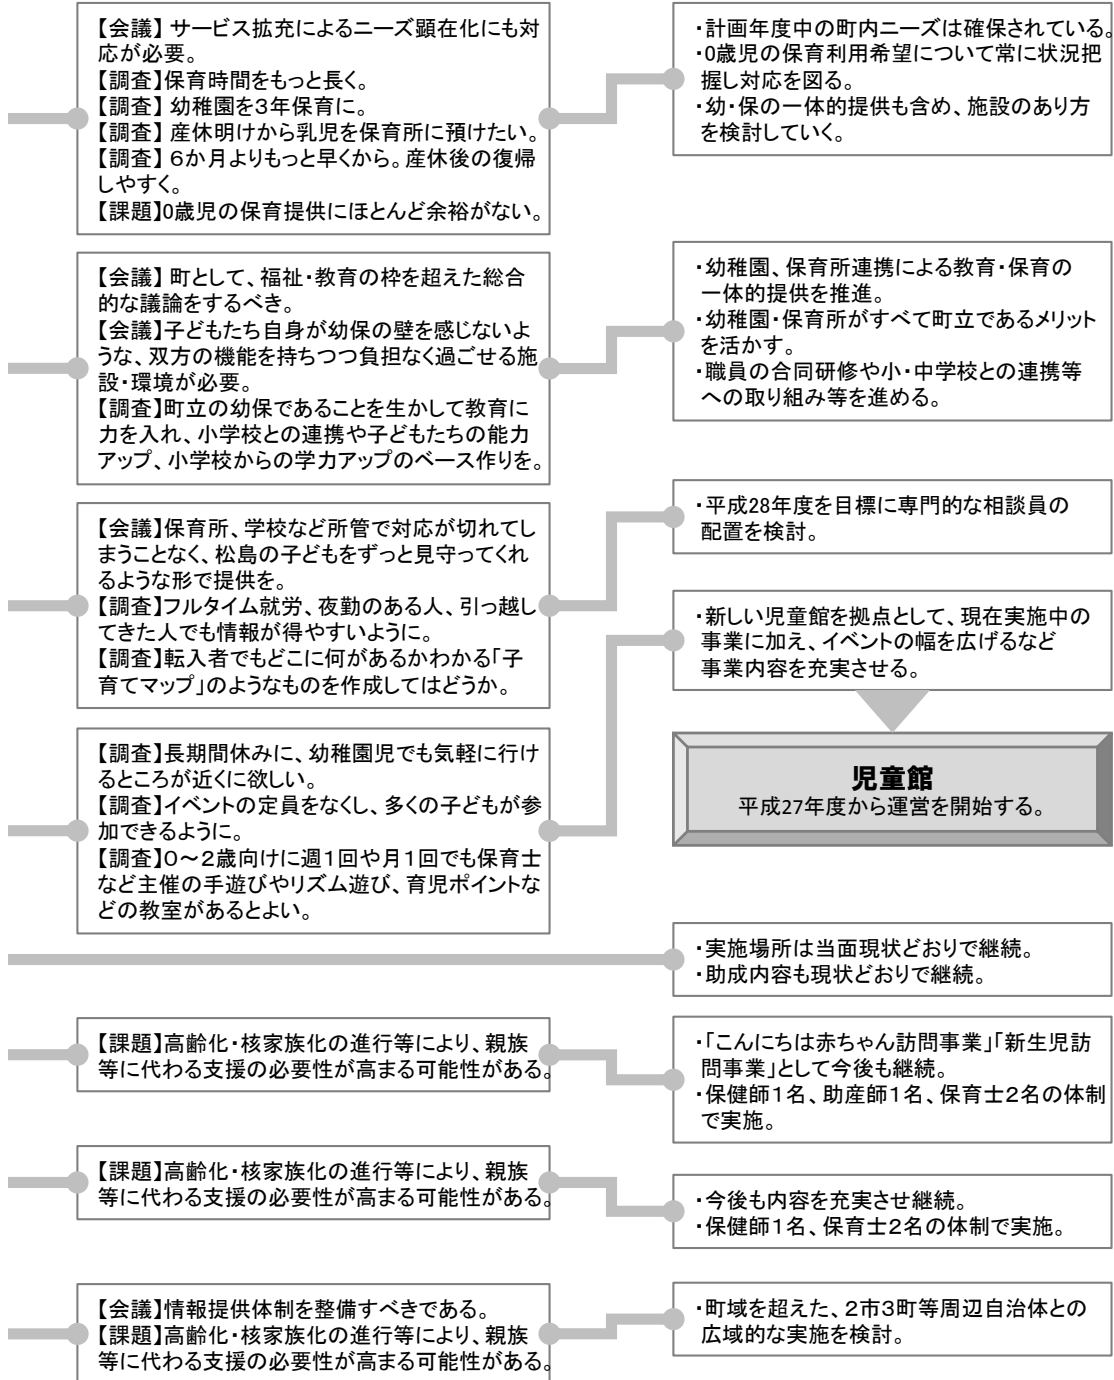 【会議】 サービス拡充によるニーズ顕在化にも対
応が必要。
【調査】保育時間をもっと長く。
【調査】 幼稚園を３年保育に。
【調査】 産休明けから乳児を保育所に預けたい。
【調査】 ６か月よりもっと早くから。産休後の復帰
しやすく。
【課題】0歳児の保育提供にほとんど余裕がない。
・計画年度中の町内ニーズは確保されている。
・0歳児の保育利用希望について常に状況把
握し対応を図る。
・幼・保の一体的提供も含め、施設のあり方
を検討していく。
【会議】 町として、福祉・教育の枠を超えた総合
的な議論をするべき。
【会議】子どもたち自身が幼保の壁を感じないよ
うな、双方の機能を持ちつつ負担なく過ごせる施
設・環境が必要。
【調査】町立の幼保であることを生かして教育に
力を入れ、小学校との連携や子どもたちの能力
アップ、小学校からの学力アップのベース作りを。
・幼稚園、保育所連携による教育・保育の
一体的提供を推進。
・幼稚園・保育所がすべて町立であるメリット
を活かす。
・職員の合同研修や小・中学校との連携等
への取り組み等を進める。
【会議】保育所、学校など所管で対応が切れてし
まうことなく、松島の子どもをずっと見守ってくれ
るような形で提供を。
【調査】フルタイム就労、夜勤のある人、引っ越し
てきた人でも情報が得やすいように。
【調査】転入者でもどこに何があるかわかる「子
育てマップ」のようなものを作成してはどうか。
・平成28年度を目標に専門的な相談員の
配置を検討。
【調査】長期間休みに、幼稚園児でも気軽に行け
るところが近くに欲しい。
【調査】イベントの定員をなくし、多くの子どもが参
加できるように。
【調査】０～２歳向けに週１回や月１回でも保育士
など主催の手遊びやリズム遊び、育児ポイントな
どの教室があるとよい。
・新しい児童館を拠点として、現在実施中の
事業に加え、イベントの幅を広げるなど
事業内容を充実させる。
児童館
平成27年度から運営を開始する。
・実施場所は当面現状どおりで継続。
・助成内容も現状どおりで継続。
【課題】高齢化・核家族化の進行等により、親族
等に代わる支援の必要性が高まる可能性がある。
・「こんにちは赤ちゃん訪問事業」「新生児訪
問事業」として今後も継続。
・保健師１名、助産師１名、保育士２名の体制
で実施。
【課題】高齢化・核家族化の進行等により、親族
等に代わる支援の必要性が高まる可能性がある。
・今後も内容を充実させ継続。
・保健師１名、保育士２名の体制で実施。
【会議】情報提供体制を整備すべきである。
【課題】高齢化・核家族化の進行等により、親族
等に代わる支援の必要性が高まる可能性がある。
・町域を超えた、２市３町等周辺自治体との
広域的な実施を検討。